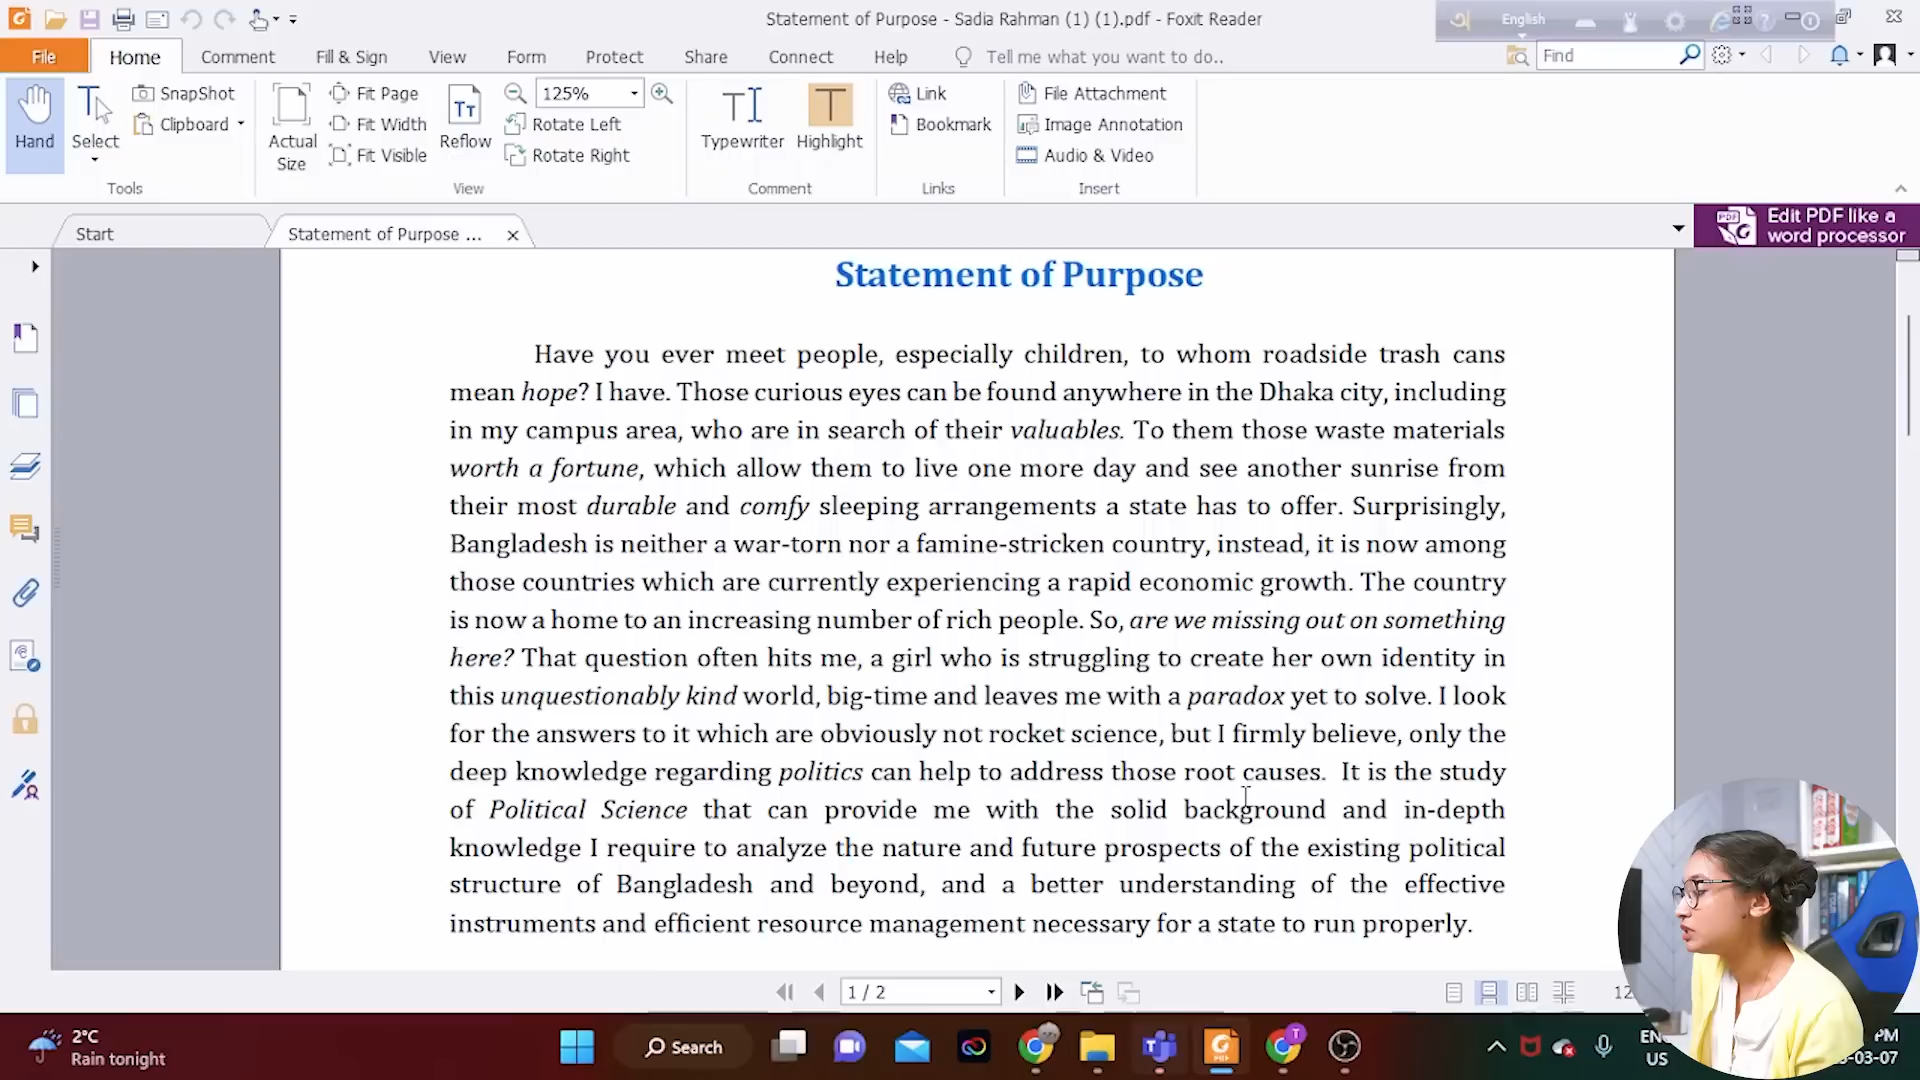 Statement of Purpose - Sadia Rahman (1) (1).pdf - Foxit Reader
English
File Home Comment Fill & Sign View Form Protect Share Connect Help Tell me what you want to do.. Find
Hand
Select
SnapShot
Clipboard
Tools
Actual Size
Fit Page
Fit Width
Fit Visible
Reflow
125%
Rotate Left
Rotate Right
View
Typewriter
Highlight
Comment
Link
Bookmark
Links
File Attachment
Image Annotation
Audio & Video
Insert
Start
Statement of Purpose ...
Edit PDF like a
word processor
Statement of Purpose
Have you ever meet people, especially children, to whom roadside trash cans
mean hope? I have. Those curious eyes can be found anywhere in the Dhaka city, including
in my campus area, who are in search of their valuables. To them those waste materials
worth a fortune, which allow them to live one more day and see another sunrise from
their most durable and comfy sleeping arrangements a state has to offer. Surprisingly,
Bangladesh is neither a war-torn nor a famine-stricken country, instead, it is now among
those countries which are currently experiencing a rapid economic growth. The country
is now a home to an increasing number of rich people. So, are we missing out on something
here? That question often hits me, a girl who is struggling to create her own identity in
this unquestionably kind world, big-time and leaves me with a paradox yet to solve. I look
for the answers to it which are obviously not rocket science, but I firmly believe, only the
deep knowledge regarding politics can help to address those root causes. It is the study
of Political Science that can provide me with the solid background and in-depth
knowledge I require to analyze the nature and future prospects of the existing political
structure of Bangladesh and beyond, and a better understanding of the effective
instruments and efficient resource management necessary for a state to run properly.
1 / 2
2°C
Rain tonight
Search
US
PM
-03-07